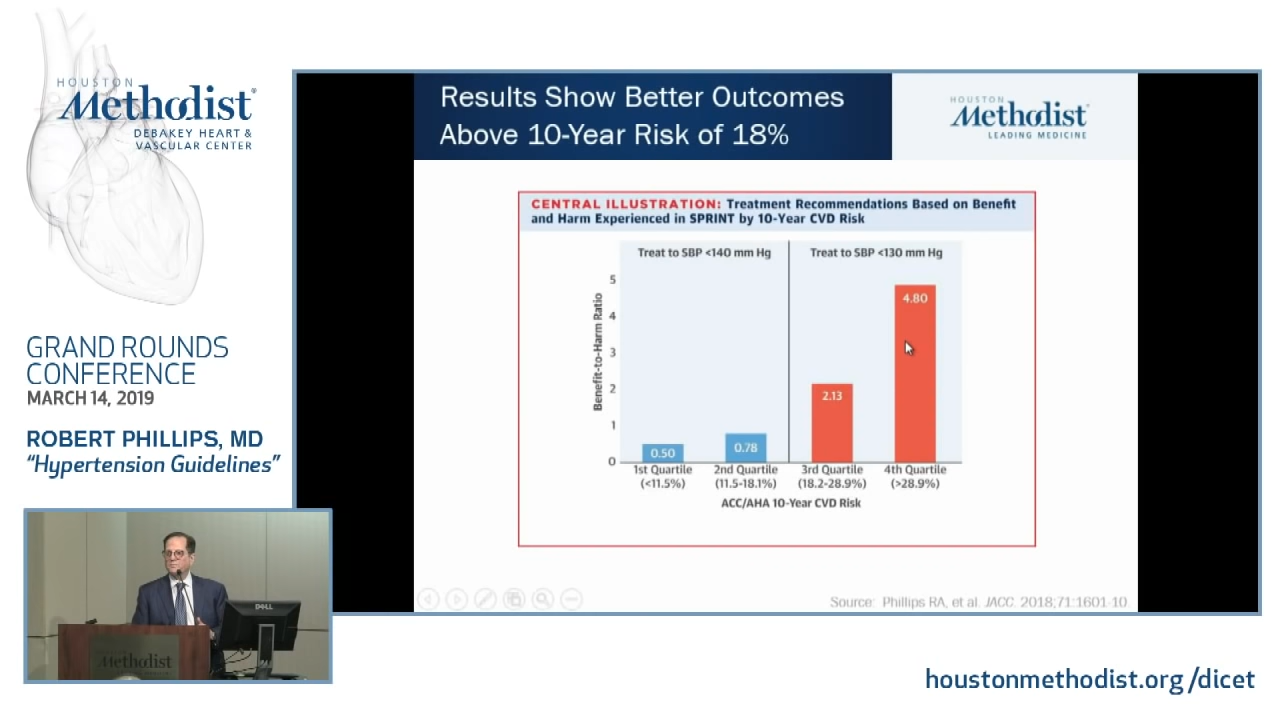 HOUSTON
Methodist®
DEBAKEY HEART &
VASCULAR CENTER
GRAND ROUNDS
CONFERENCE
MARCH 14, 2019
ROBERT PHILLIPS, MD
“Hypertension Guidelines”
Results Show Better Outcomes
Above 10-Year Risk of 18%
HOUSTON
Methodist
LEADING MEDICINE
CENTRAL ILLUSTRATION: Treatment Recommendations Based on Benefit
and Harm Experienced in SPRINT by 10-Year CVD Risk
Treat to SBP <140 mm Hg
Treat to SBP <130 mm Hg
Benefit-to-Harm Ratio
5
4
3
2
1
0
0.50
0.78
2.13
4.80
1st Quartile
(<11.5%)
2nd Quartile
(11.5-18.1%)
3rd Quartile
(18.2-28.9%)
4th Quartile
(>28.9%)
ACC/AHA 10-Year CVD Risk
Source: Phillips RA, et al. JACC. 2018;71:1601-10.
DELL
HOUSTON
Methodist
houstonmethodist.org/dicet